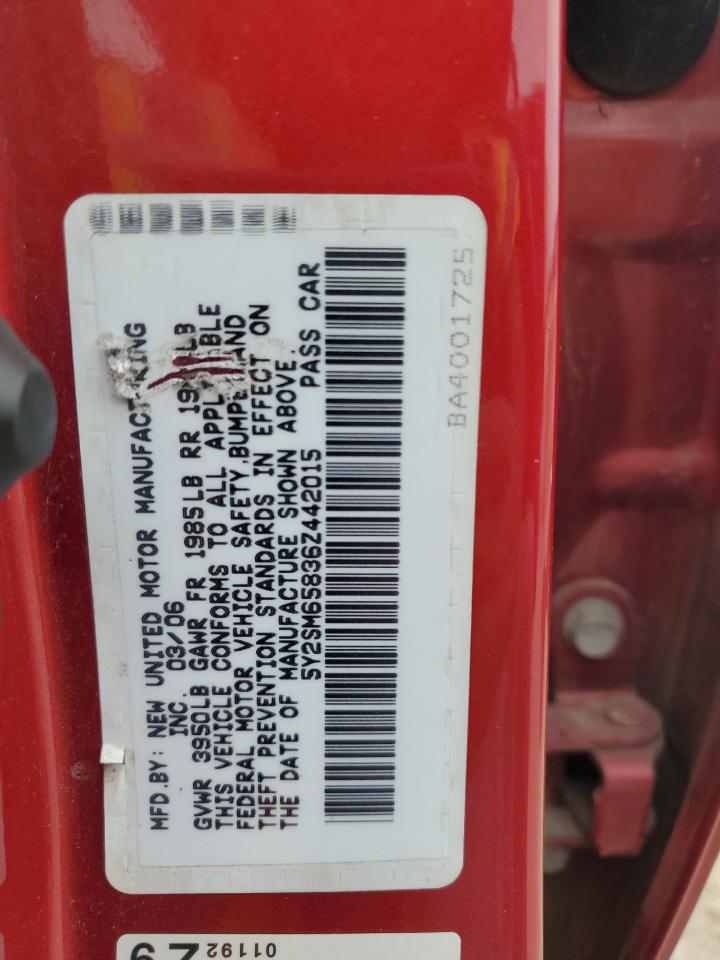 MFD.BY: NEW UNITED MOTOR MANUFACTURING
INC. 03/06
GVWR 3950LB GAWR FR 1985LB RR LB
THIS VEHICLE CONFORMS TO ALL APPLICABLE
FEDERAL MOTOR VEHICLE SAFETY,BUMPER AND
THEFT PREVENTION STANDARDS IN EFFECT ON
THE DATE OF MANUFACTURE SHOWN ABOVE.
5Y2SM65836Z442015 PASS CAR
BA4001725
01192